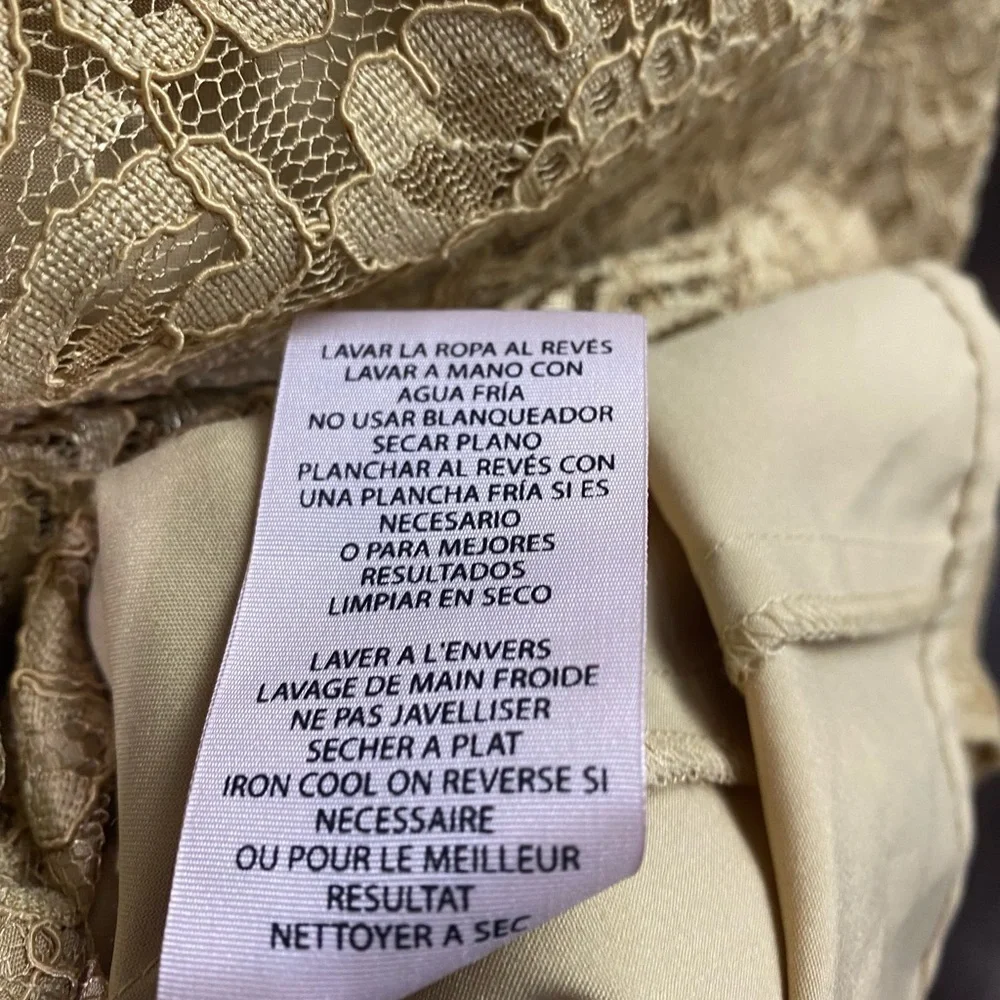 LAVAR LA ROPA AL REVÉS
LAVAR A MANO CON
AGUA FRÍA
NO USAR BLANQUEADOR
SECAR PLANO
PLANCHAR AL REVÉS CON
UNA PLANCHA FRÍA SI ES
NECESARIO
O PARA MEJORES
RESULTADOS
LIMPIAR EN SECO
LAVER A L'ENVERS
LAVAGE DE MAIN FROIDE
NE PAS JAVELLISER
SECHER A PLAT
IRON COOL ON REVERSE SI
NECESSAIRE
OU POUR LE MEILLEUR
RESULTAT
NETTOYER A SEC